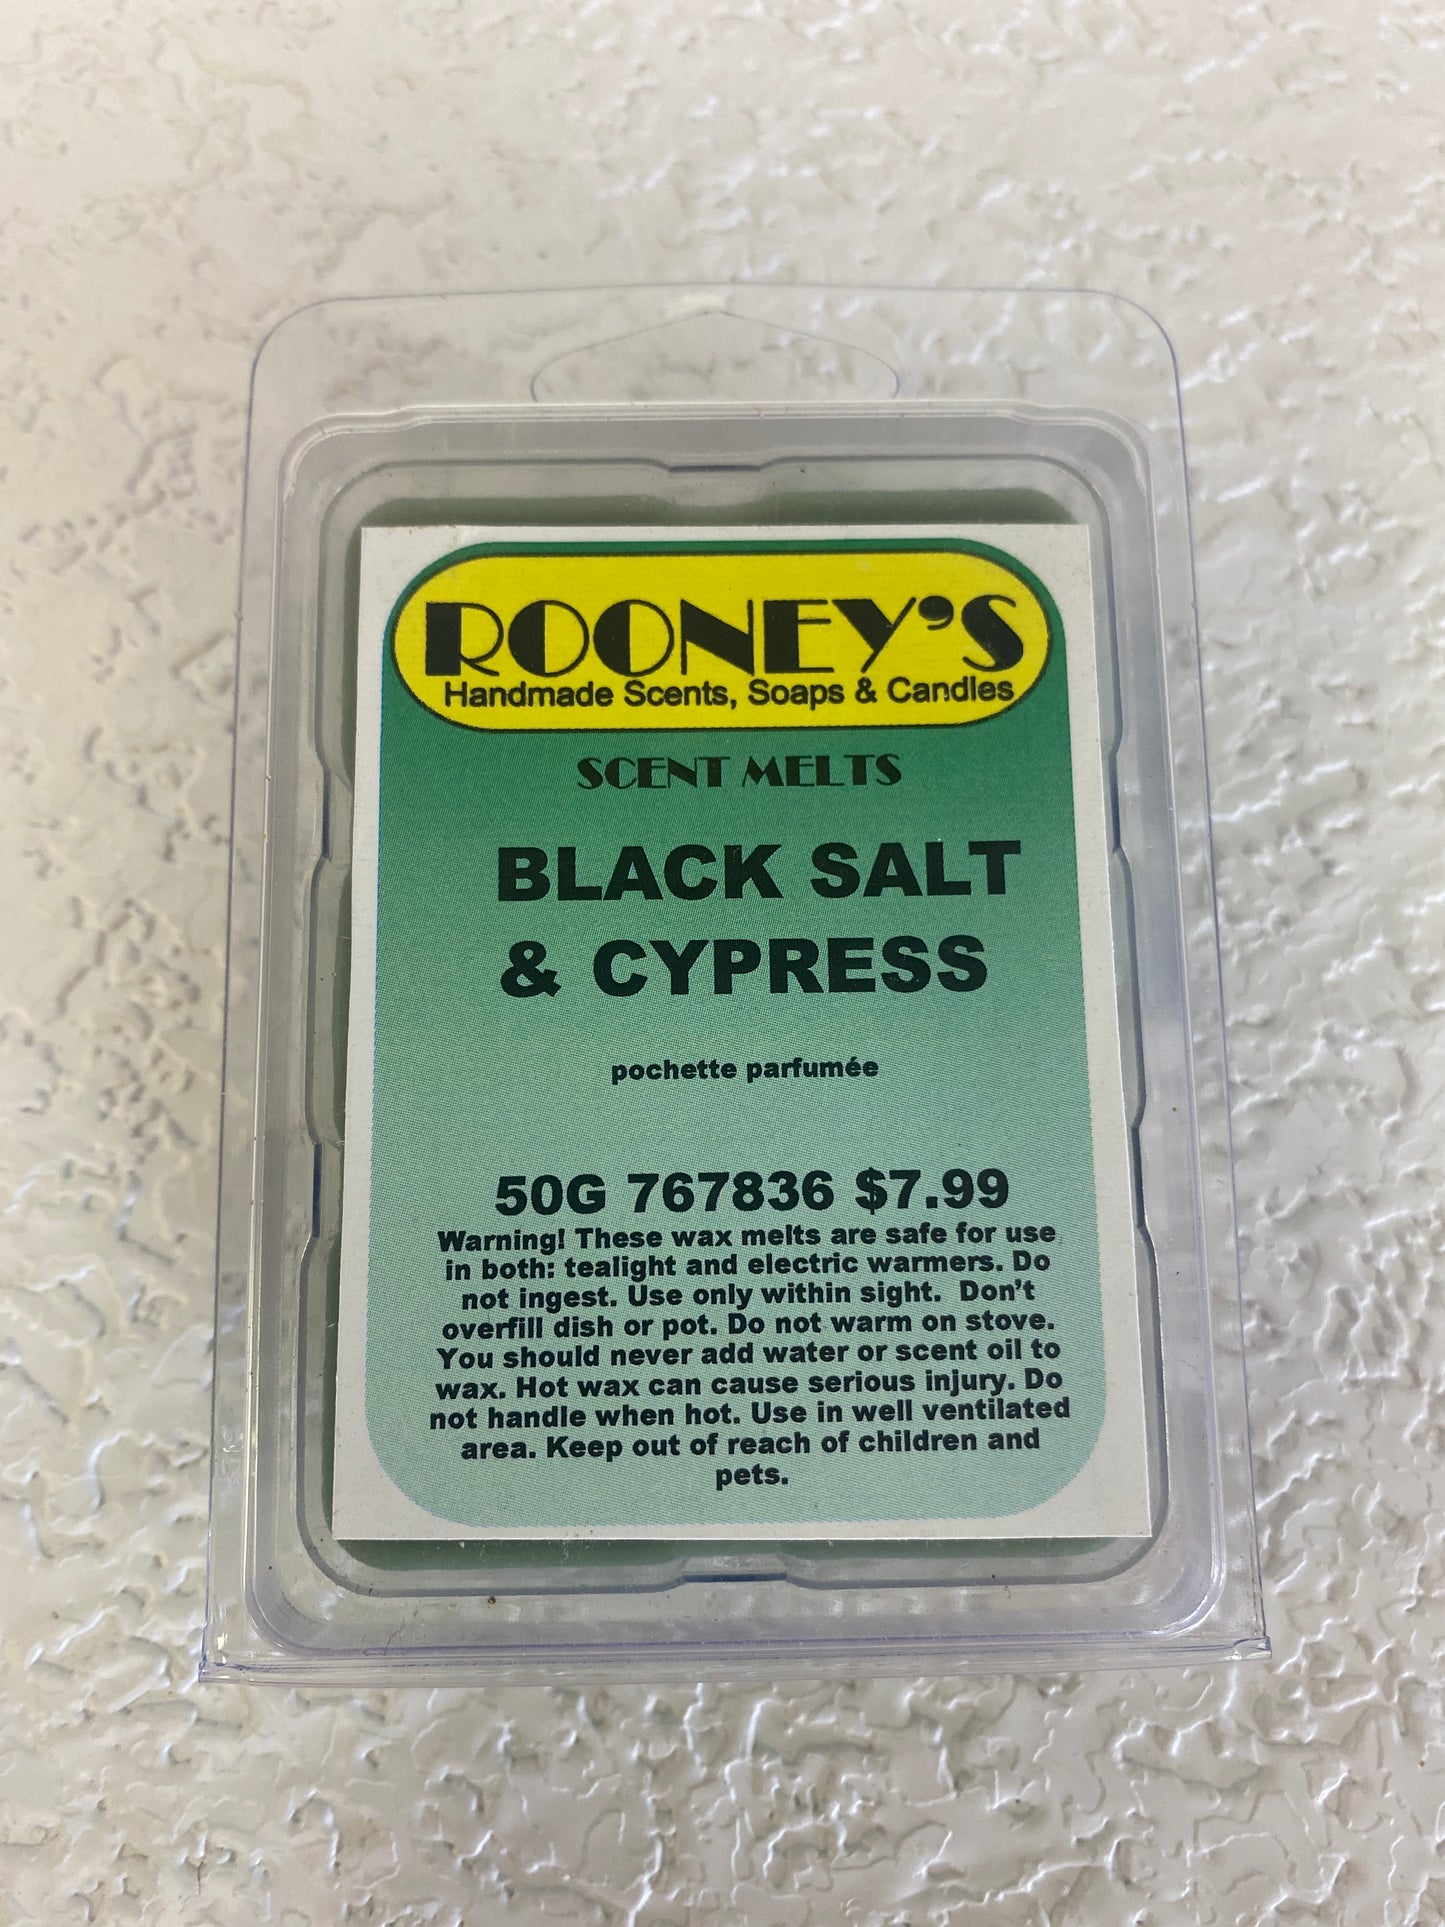 ROONEY'S
Handmade Scents, Soaps & Candles
SCENT MELTS
BLACK SALT
& CYPRESS
pochette parfumée
50G 767836 $7.99
Warning! These wax melts are safe for use
in both: tealight and electric warmers. Do
not ingest. Use only within sight.  Don't
overfill dish or pot. Do not warm on stove.
You should never add water or scent oil to
wax. Hot wax can cause serious injury. Do
not handle when hot. Use in well ventilated
area. Keep out of reach of children and
pets.